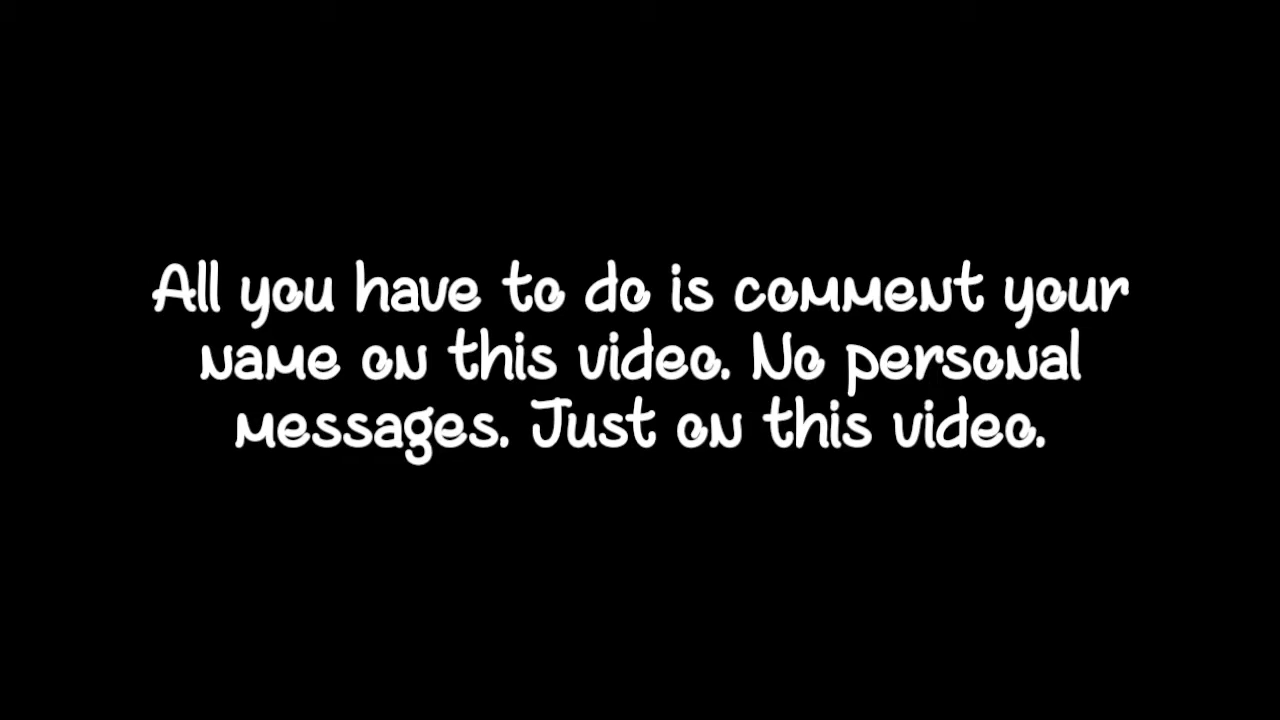 All you have to do is comment your
name on this video. No personal
messages. Just on this video.